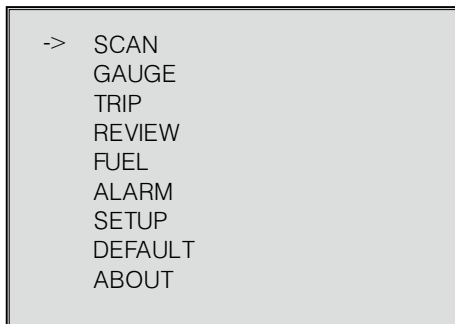 -> SCAN
GAUGE
TRIP
REVIEW
FUEL
ALARM
SETUP
DEFAULT
ABOUT